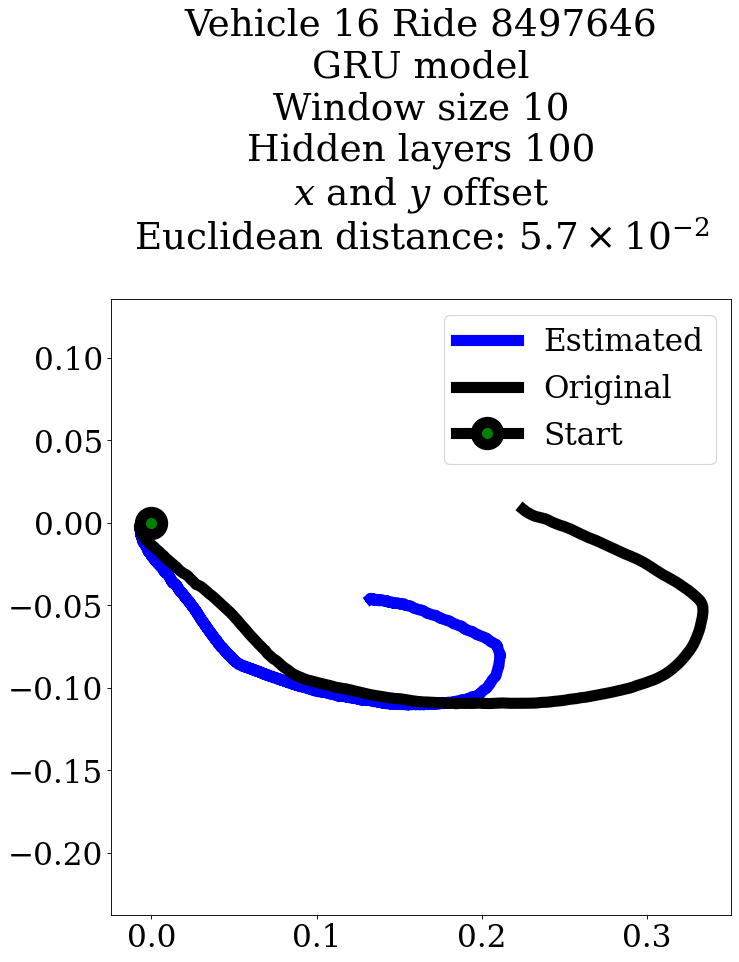 Vehicle 16 Ride 8497646
GRU model
Window size 10
Hidden layers 100
x and y offset
Euclidean distance: 5.7 × 10⁻²
Estimated
Original
Start
0.10
0.05
0.00
−0.05
−0.10
−0.15
−0.20
0.0 0.1 0.2 0.3